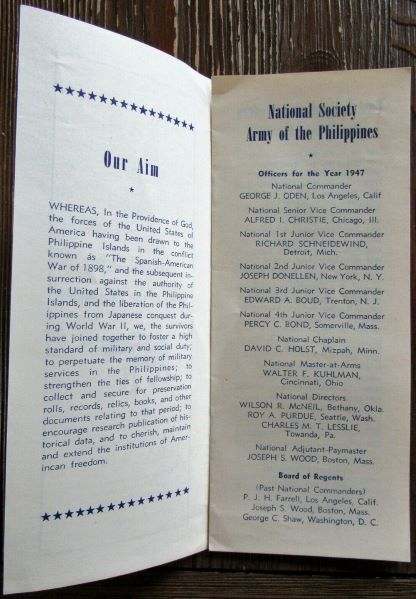 Our Aim
WHEREAS, In the Providence of God,
the forces of the United States of
America having been drawn to the
Philippine Islands in the conflict
known as "The Spanish-American
War of 1898," and the subsequent in-
surrection against the authority of
the United States in the Philippine
Islands, and the liberation of the Phil-
ippines from Japanese conquest dur-
ing World War II, we, the survivors
have joined together to foster a high
standard of military and social duty;
to perpetuate the memory of military
services in the Philippines; to
strengthen the ties of fellowship; to
collect and secure for preservation
rolls, records, relics, books, and other
documents relating to that period; to
encourage research publication of his-
torical data, and to cherish, maintain
and extend the institutions of Amer-
incan freedom.
National Society
Army of the Philippines
Officers for the Year 1947
National Commander
GEORGE J. ODEN, Los Angeles, Calif
National Senior Vice Commander
ALFRED I. CHRISTIE, Chicago, Ill.
National 1st Junior Vice Commander
RICHARD SCHNEIDEWIND,
Detroit, Mich.
National 2nd Junior Vice Commander
JOSEPH DONELLEN, New York, N. Y.
National 3rd Junior Vice Commander
EDWARD A. BOUD, Trenton, N. J.
National 4th Junior Vice Commander
PERCY C. BOND, Somerville, Mass.
National Chaplain
DAVID C. HOLST, Mizpah, Minn.
National Master-at-Arms
WALTER F. KUHLMAN,
Cincinnati, Ohio
National Directors
WILSON R. McNEIL, Bethany, Okla.
ROY A. PURDUE, Seattle, Wash.
CHARLES M. T. LESSLIE,
Towanda, Pa.
National Adjutant-Paymaster
JOSEPH S. WOOD, Boston, Mass.
Board of Regents
(Past National Commanders)
P. J. H. Farrell, Los Angeles, Calif.
Joseph S. Wood, Boston, Mass.
George C. Shaw, Washington, D. C.